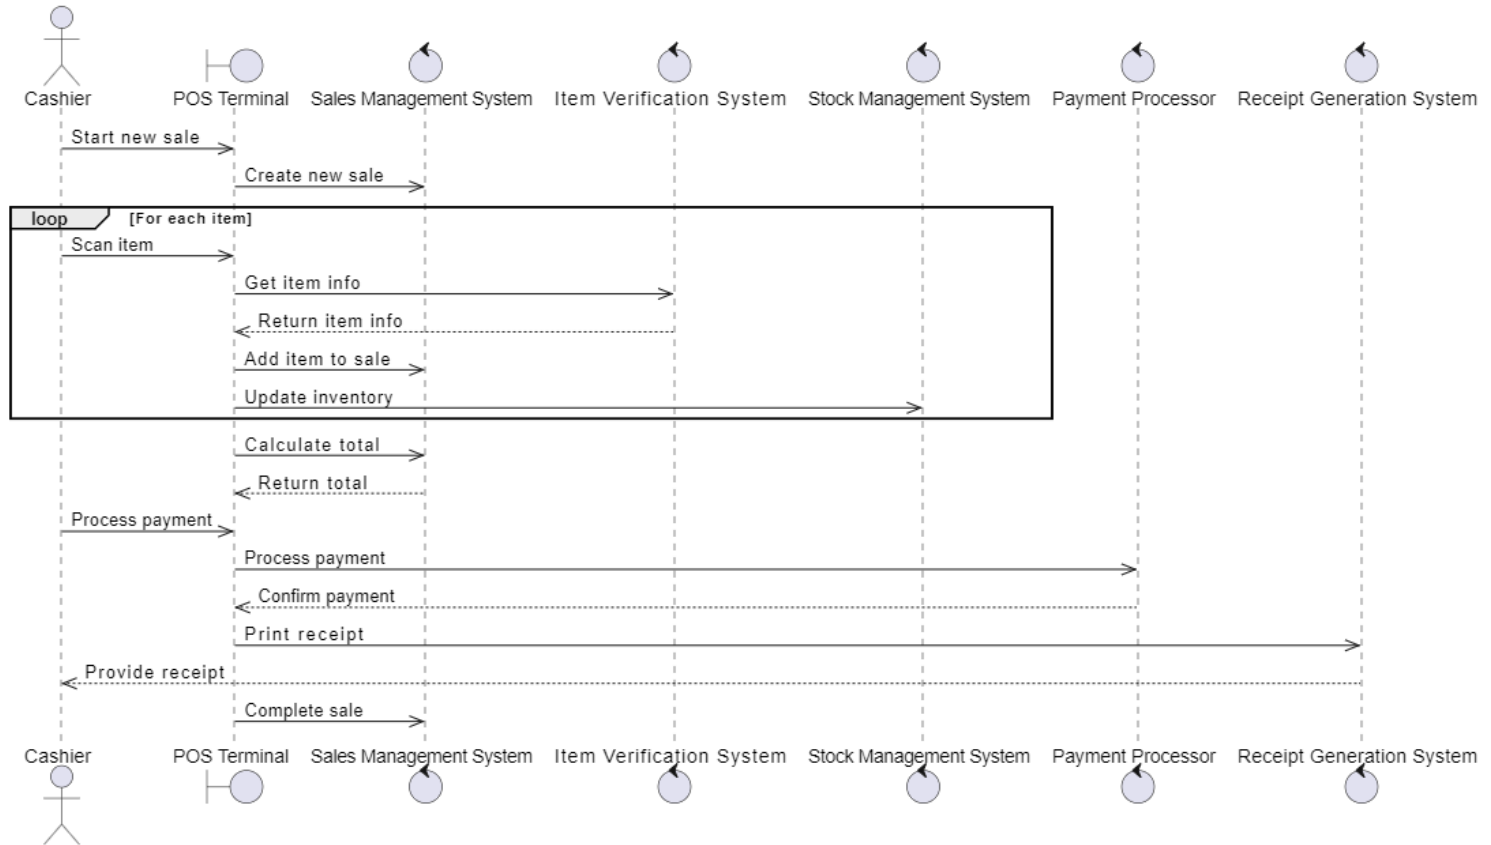 Cashier POS Terminal Sales Management System Item Verification System Stock Management System Payment Processor Receipt Generation System
Start new sale
Create new sale
loop [For each item]
Scan item
Get item info
Return item info
Add item to sale
Update inventory
Calculate total
Return total
Process payment
Process payment
Confirm payment
Print receipt
Provide receipt
Complete sale
Cashier POS Terminal Sales Management System Item Verification System Stock Management System Payment Processor Receipt Generation System